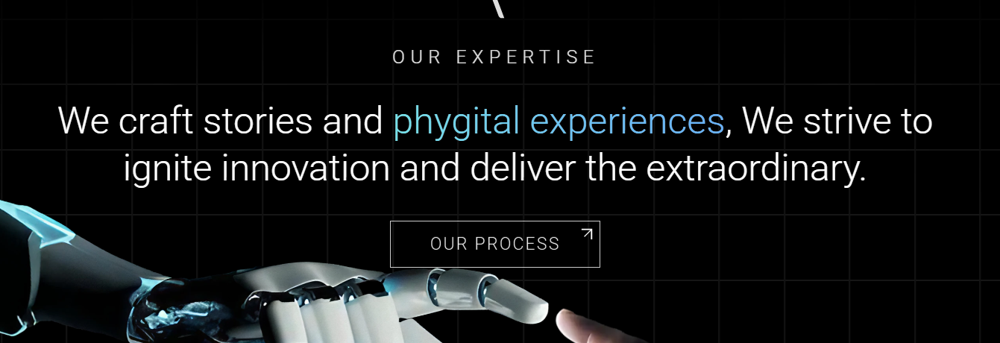 OUR EXPERTISE
We craft stories and phygital experiences, We strive to
ignite innovation and deliver the extraordinary.
OUR PROCESS